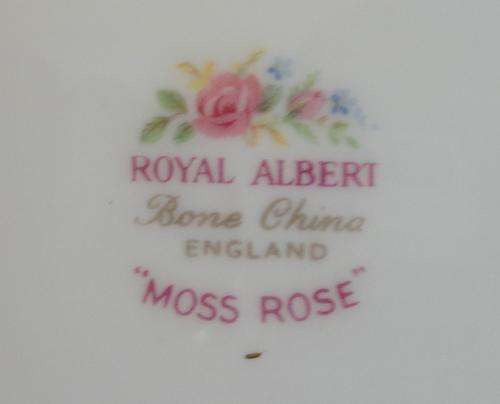 ROYAL ALBERT
Bone China
ENGLAND
"MOSS ROSE"